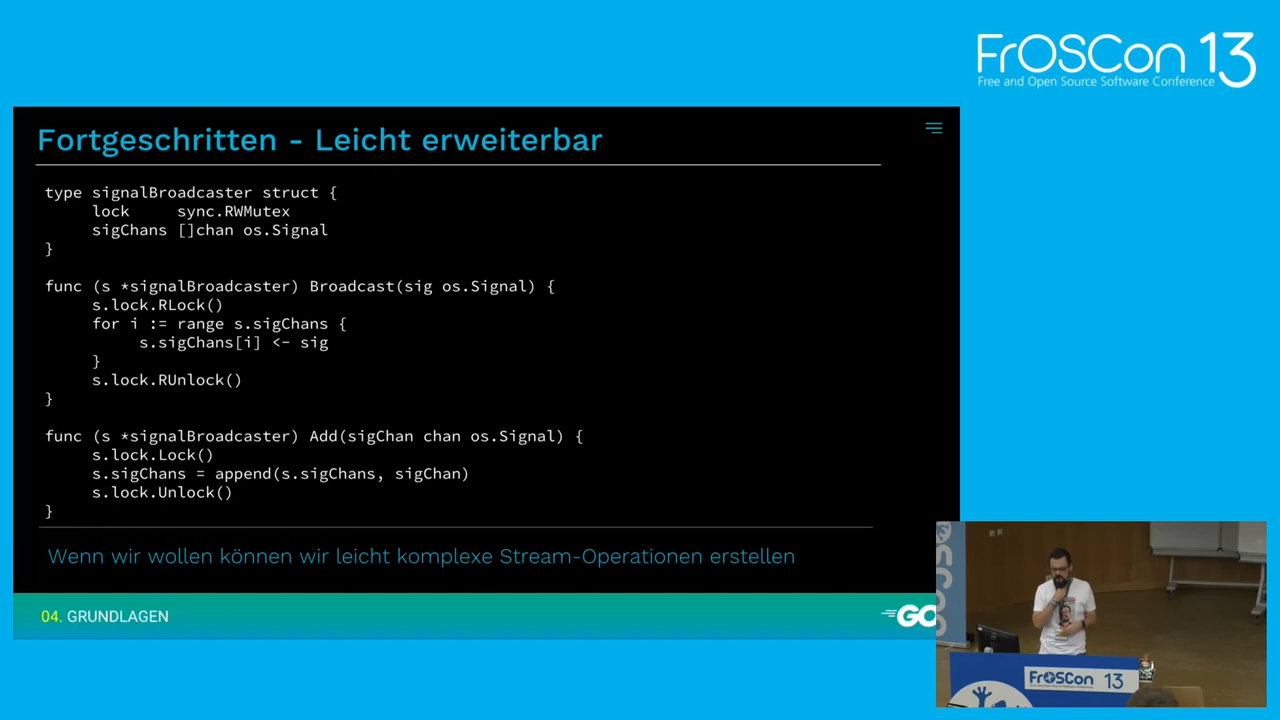 FrOSCon 13
Free and Open Source Software Conference
Fortgeschritten - Leicht erweiterbar
type signalBroadcaster struct {
lock sync.RWMutex
sigChans []chan os.Signal
}
func (s *signalBroadcaster) Broadcast(sig os.Signal) {
s.lock.RLock()
for i := range s.sigChans {
s.sigChans[i] <- sig
}
s.lock.RUnlock()
}
func (s *signalBroadcaster) Add(sigChan chan os.Signal) {
s.lock.Lock()
s.sigChans = append(s.sigChans, sigChan)
s.lock.Unlock()
}
Wenn wir wollen können wir leicht komplexe Stream-Operationen erstellen
04. GRUNDLAGEN
GO
FrOSCon 13